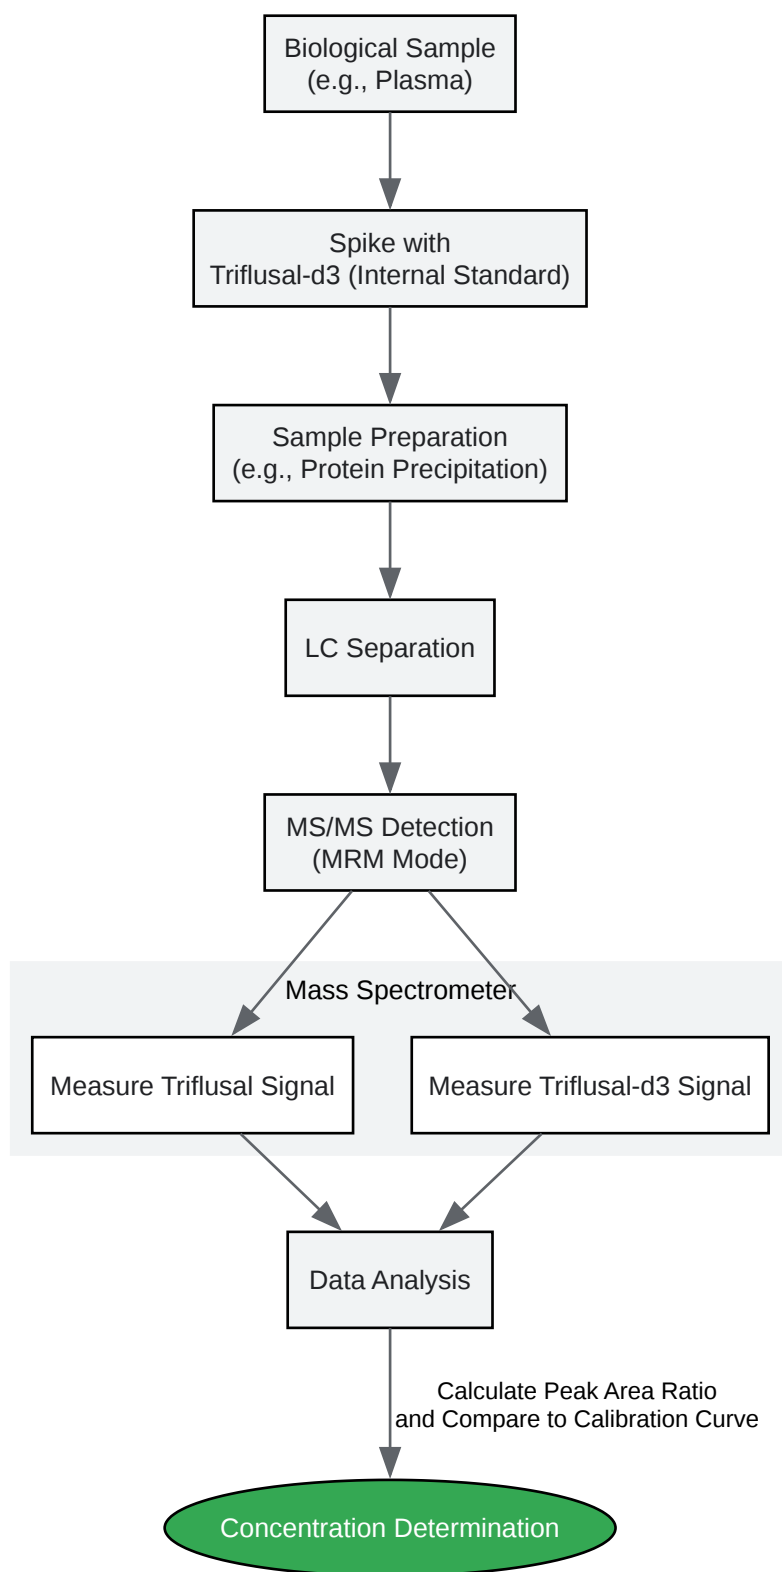 Biological Sample
(e.g., Plasma)
Spike with
Triflusal-d3 (Internal Standard)
Sample Preparation
(e.g., Protein Precipitation)
LC Separation
MS/MS Detection
(MRM Mode)
Mass Spectrometer
Measure Triflusal Signal
Measure Triflusal-d3 Signal
Data Analysis
Calculate Peak Area Ratio
and Compare to Calibration Curve
Concentration Determination